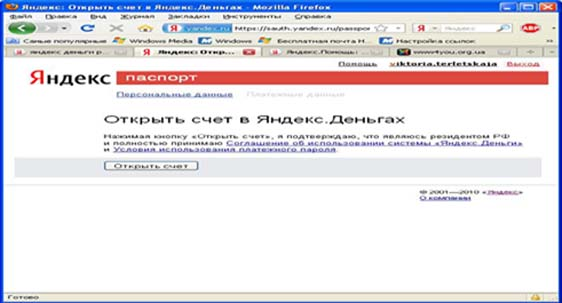 Яндекс: Открыть счет в Яндекс.Деньгах - Mozilla Firefox
Файл Правка Вид Журнал Закладки Инструменты Справка
yandex.ru https://sauth.yandex.ru/passpor Яндекс ABP
Самые популярные Windows Media Windows Бесплатная почта H... Настройка ссылок
яндекс деньги р... Яндекс: Откр... Яндекс.Помощь www4you.org.ua
Помощь viktoria.terletskaja Выход
Яндекс паспорт
Персональные данные Платежные данные
Открыть счет в Яндекс.Деньгах
Нажимая кнопку «Открыть счет», я подтверждаю, что являюсь резидентом РФ
и полностью принимаю Соглашение об использовании системы «Яндекс.Деньги»
и Условия использования платежного пароля.
Открыть счет
© 2001—2010 «Яндекс»
О компании
Готово